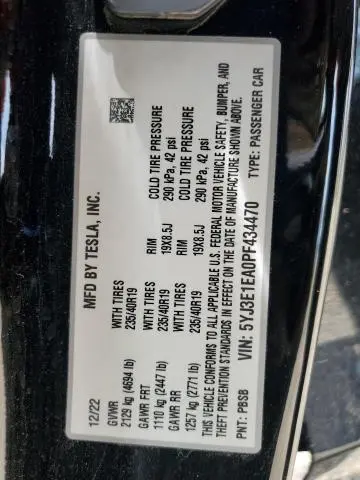 MFD BY TESLA, INC.
12/22
GVWR
2129 kg (4694 lb)
GAWR FRT WITH TIRES RIM COLD TIRE PRESSURE
1110 kg (2447 lb) 235/40R19 19X8.5J 290 kPa, 42 psi
GAWR RR WITH TIRES RIM COLD TIRE PRESSURE
1257 kg (2771 lb) 235/40R19 19X8.5J 290 kPa, 42 psi
THIS VEHICLE CONFORMS TO ALL APPLICABLE U.S. FEDERAL MOTOR VEHICLE SAFETY, BUMPER, AND
THEFT PREVENTION STANDARDS IN EFFECT ON THE DATE OF MANUFACTURE SHOWN ABOVE.
PNT: PBSB VIN: 5YJ3E1EA0PF434470 TYPE: PASSENGER CAR